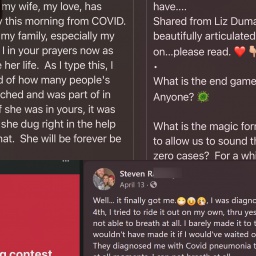 my wife, my love, has
this morning from COVID.
my family, especially my
I in your prayers now as
her life. As I type this, I
d of how many people's
ched and was part of in
f she was in yours, it was
she dug right in the help
hat. She will be forever be
have....
Shared from Liz Duma
beautifully articulated
on...please read. ❤️
•
What is the end game
Anyone?
What is the magic form
to allow us to sound th
zero cases? For a whi
g contest
Steven R
April 13
Well... it finally got me. I was diagno
4th, I tried to ride it out on my own, thru yes
not able to breath at all. I barely made it to t
wouldn't have made it if I would've waited o
They diagnosed me with Covid pneumonia t